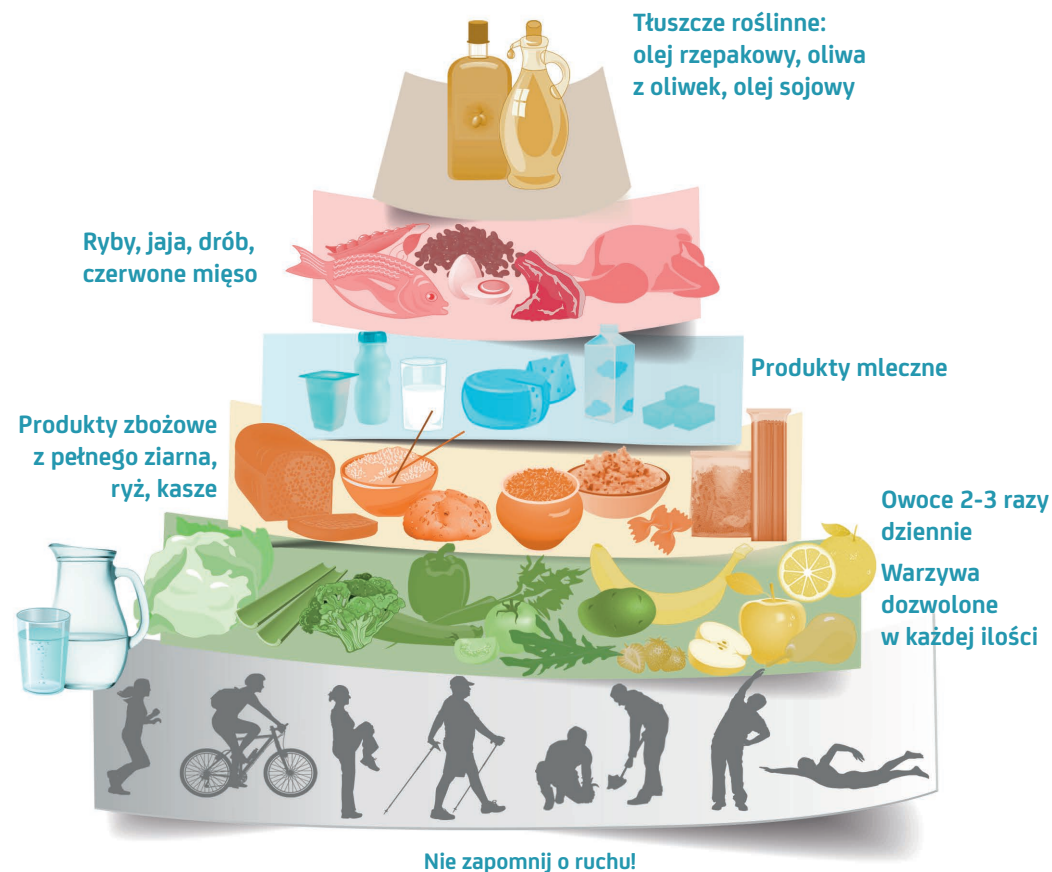 Tłuszcze roślinne:
olej rzepakowy, oliwa
z oliwek, olej sojowy
Ryby, jaja, drób,
czerwone mięso
Produkty mleczne
Produkty zbożowe
z pełnego ziarna,
ryż, kasze
Owoce 2-3 razy
dziennie
Warzywa
dozwolone
w każdej ilości
Nie zapomnij o ruchu!